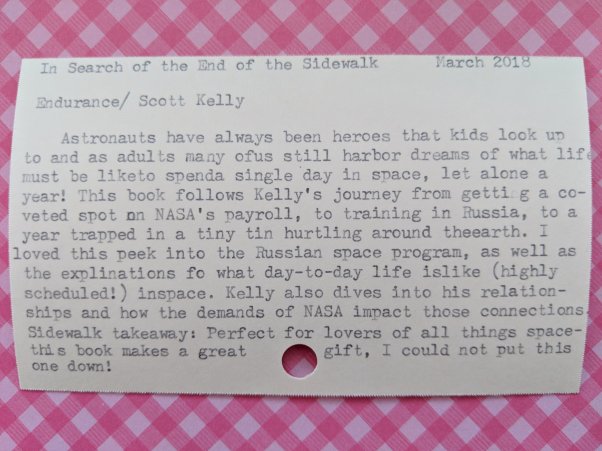 In Search of the End of the Sidewalk March 2018
Endurance/ Scott Kelly
Astronauts have always been heroes that kids look up
to and as adults many ofus still harbor dreams of what life
must be liketo spenda single day in space, let alone a
year! This book follows Kelly's journey from getting a co-
veted spot on NASA's payroll, to training in Russia, to a
year trapped in a tiny tin hurtling around theearth. I
loved this peek into the Russian space program, as well as
the explinations fo what day-to-day life islike (highly
scheduled!) inspace. Kelly also dives into his relation-
ships and how the demands of NASA impact those connections.
Sidewalk takeaway: Perfect for lovers of all things space-
this book makes a great gift, I could not put this
one down!